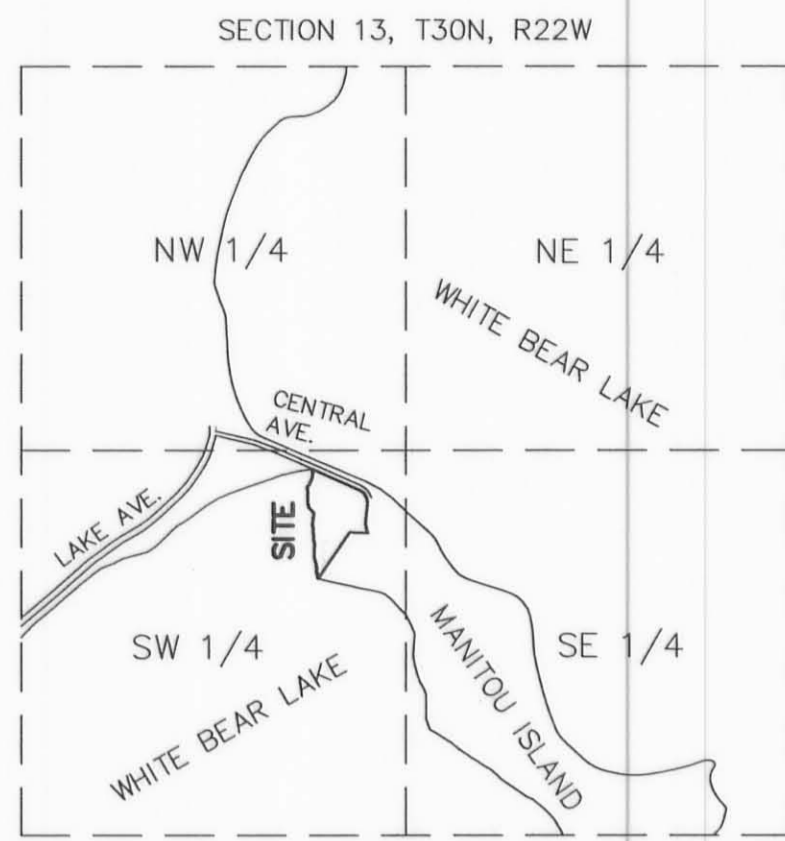 SECTION 13, T30N, R22W
NW 1/4
NE 1/4
WHITE BEAR LAKE
CENTRAL
AVE.
LAKE AVE.
SITE
SW 1/4
SE 1/4
MANITOU ISLAND
WHITE BEAR LAKE